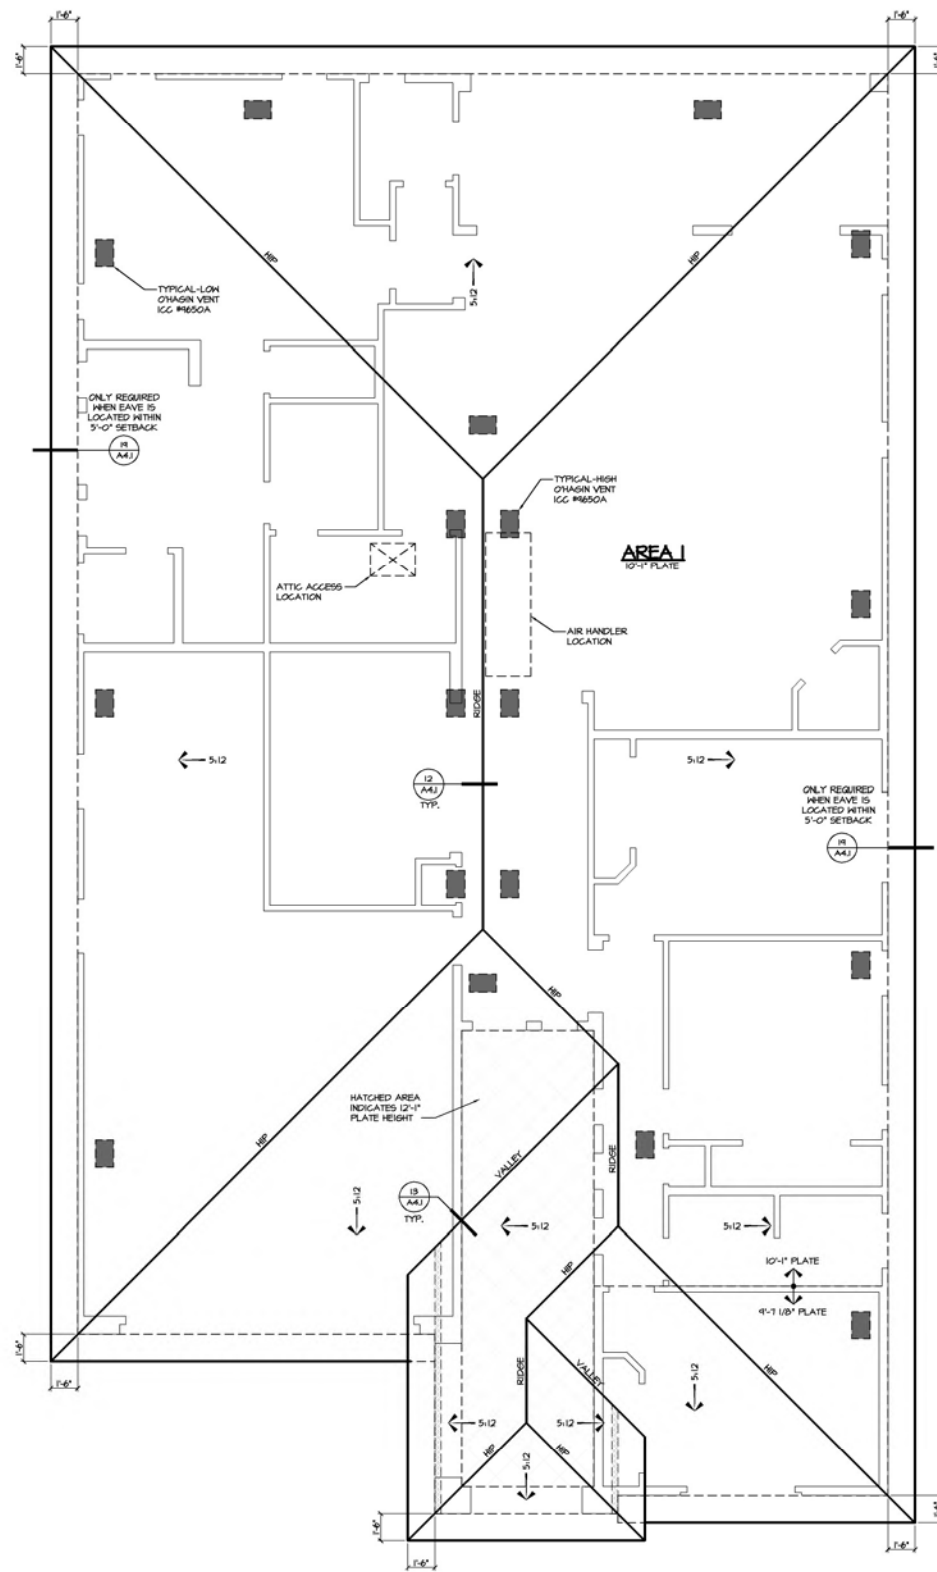 1'-6"
1'-6"
1'-6"
1'-6"
HIP
HIP
5:12
TYPICAL-LOW
O'HAGIN VENT
ICC #9650A
ONLY REQUIRED
WHEN EAVE IS
LOCATED WITHIN
5'-0" SETBACK
19
A4.1
TYPICAL-HIGH
O'HAGIN VENT
ICC #9650A
AREA 1
10'-1" PLATE
ATTIC ACCESS
LOCATION
AIR HANDLER
LOCATION
RIDGE
5:12
5:12
12
A4.1
TYP.
ONLY REQUIRED
WHEN EAVE IS
LOCATED WITHIN
5'-0" SETBACK
19
A4.1
HIP
HATCHED AREA
INDICATES 12'-1"
PLATE HEIGHT
HIP
VALLEY
RIDGE
13
A4.1
TYP.
5:12
5:12
5:12
HIP
10'-1" PLATE
9'-7 1/8" PLATE
1'-6"
1'-6"
RIDGE
VALLEY
5:12
HIP
5:12
5:12
HIP
HIP
5:12
1'-6"
1'-6"
1'-6"
1'-6"